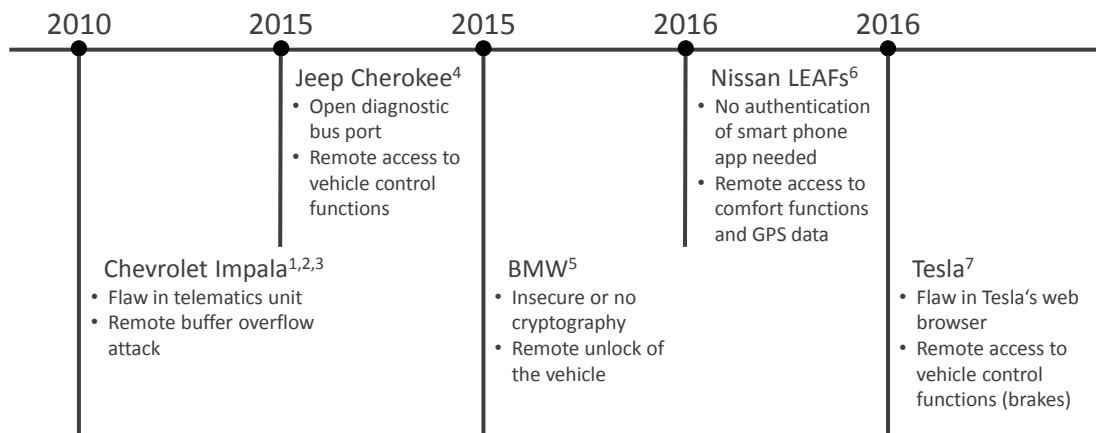 2010 2015 2015 2016 2016
Jeep Cherokee4
• Open diagnostic
bus port
• Remote access to
vehicle control
functions
Nissan LEAFs6
• No authentication
of smart phone
app needed
• Remote access to
comfort functions
and GPS data
Chevrolet Impala1,2,3
• Flaw in telematics unit
• Remote buffer overflow
attack
BMW5
• Insecure or no
cryptography
• Remote unlock of
the vehicle
Tesla7
• Flaw in Tesla‘s web
browser
• Remote access to
vehicle control
functions (brakes)